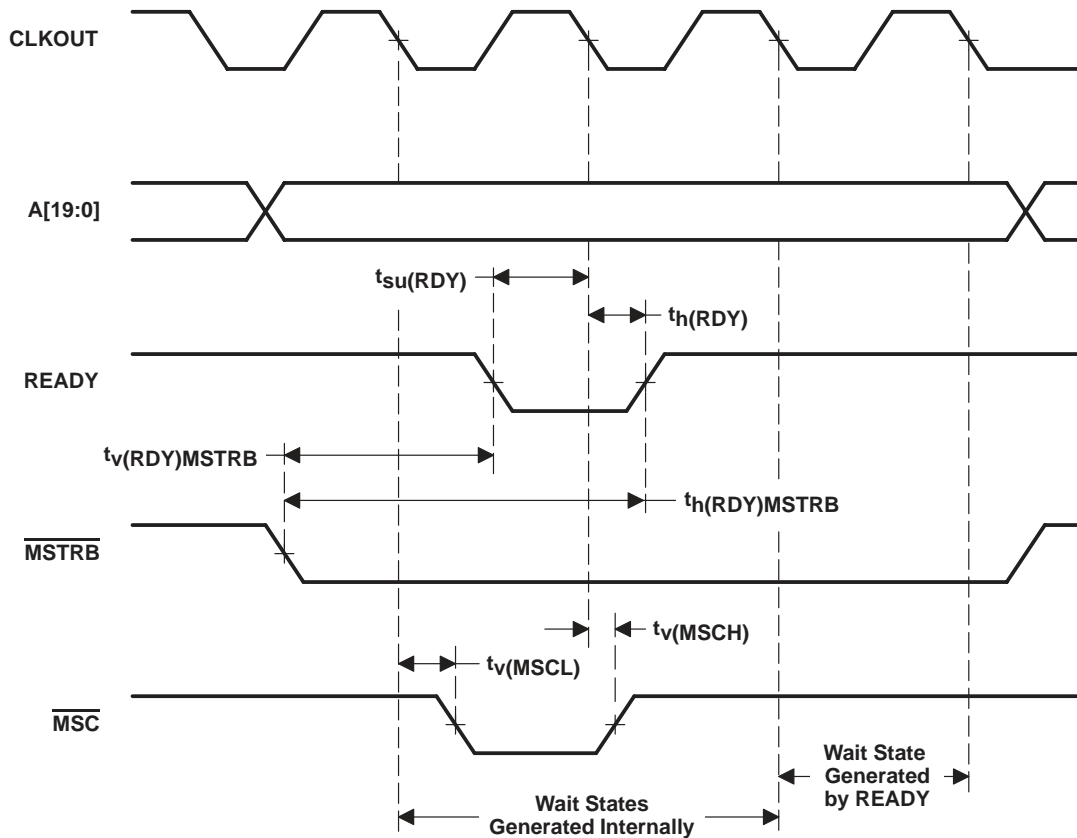 CLKOUT
A[19:0]
tsu(RDY)
th(RDY)
READY
tv(RDY)MSTRB
th(RDY)MSTRB
MSTRB
tv(MSCH)
tv(MSCL)
MSC
Wait State
Generated
by READY
Wait States
Generated Internally